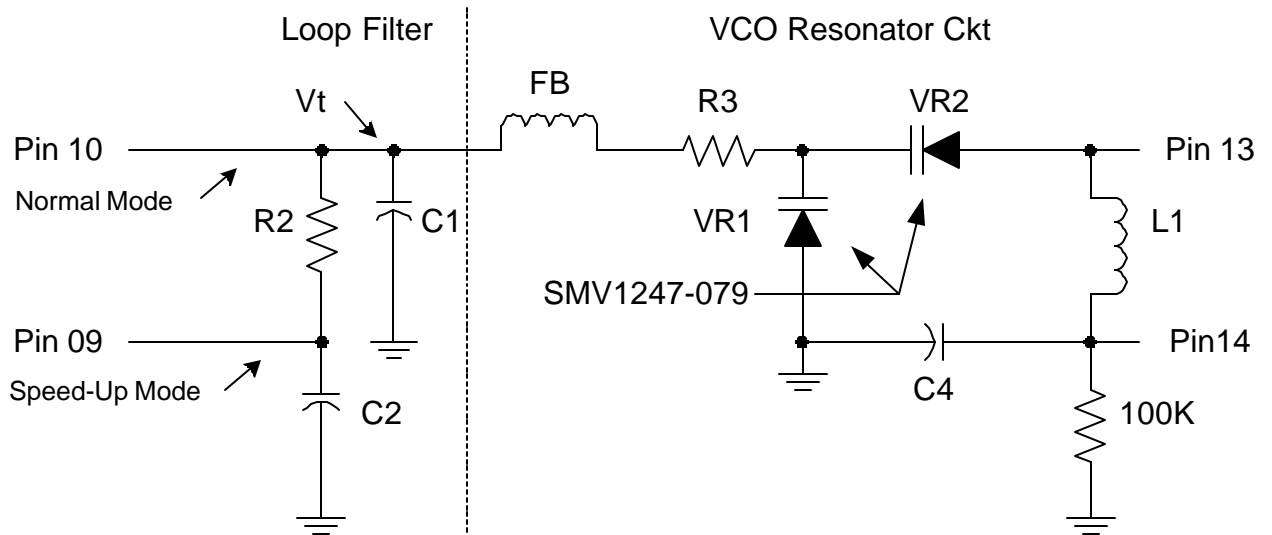 Loop Filter
VCO Resonator Ckt
FB
Vt
R3
VR2
Pin 10
Pin 13
Normal Mode
R2
C1
VR1
L1
SMV1247-079
Pin 09
Pin14
Speed-Up Mode
C2
C4
100K